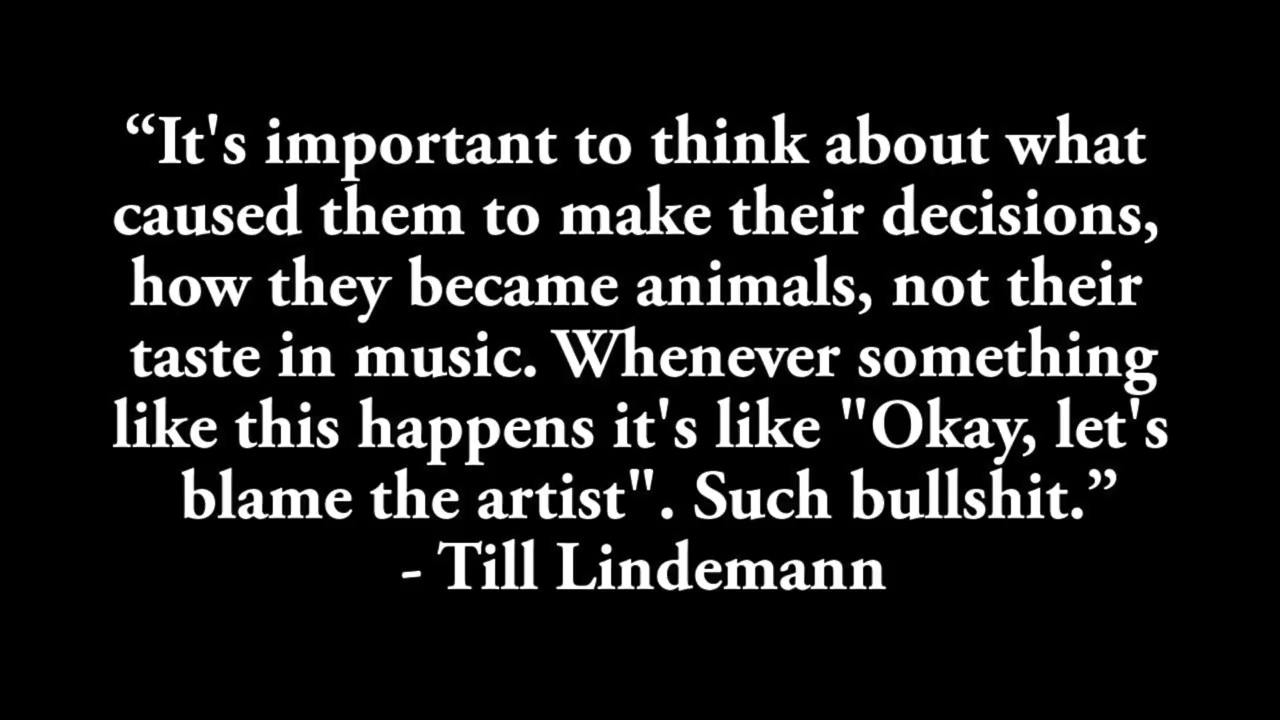 “It's important to think about what
caused them to make their decisions,
how they became animals, not their
taste in music. Whenever something
like this happens it's like "Okay, let's
blame the artist". Such bullshit.”
- Till Lindemann